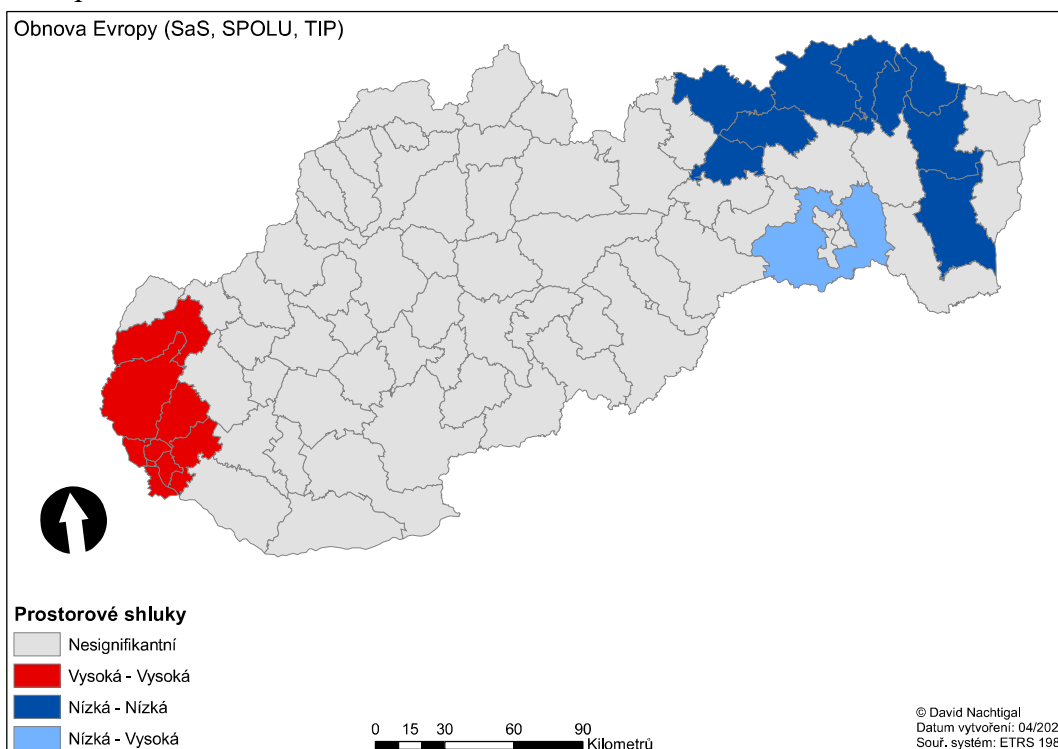 Obnova Evropy (SaS, SPOLU, TIP)
Prostorové shluky
Nesignifikantní
Vysoká - Vysoká
Nízká - Nízká
Nízká - Vysoká
0 15 30 60 90
Kilometrů
© David Nachtigal
Datum vytvoření: 04/202
Souř. systém: ETRS 198